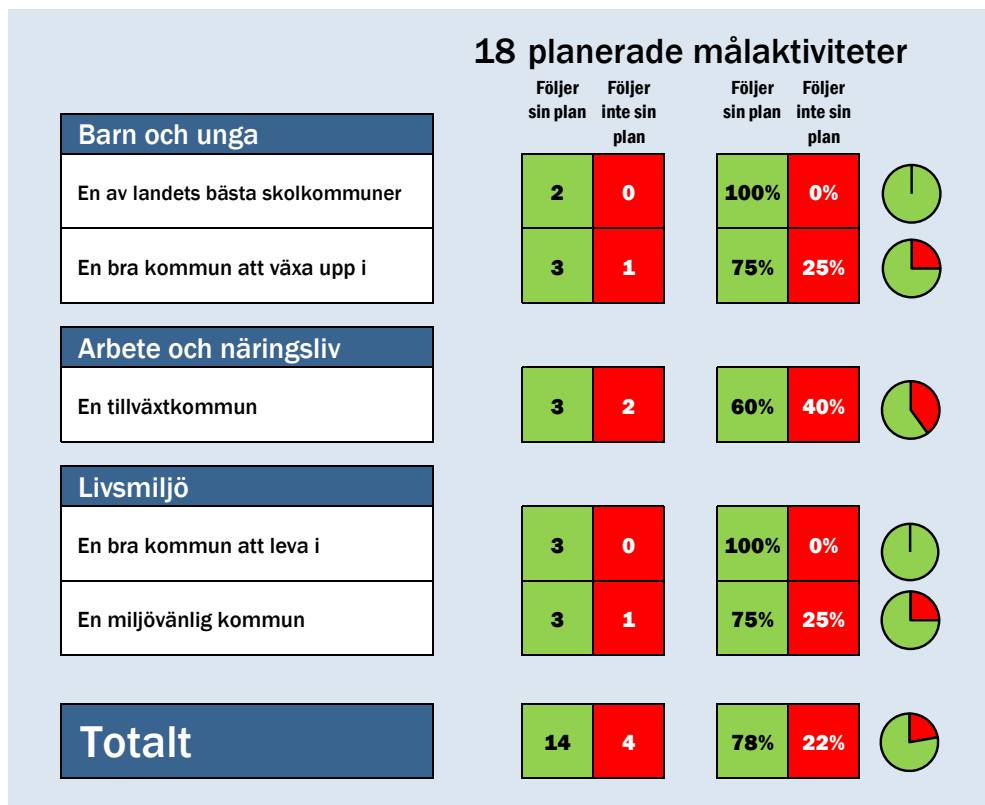 18 planerade målaktiviteter
Följer sin plan Följer inte sin plan Följer sin plan Följer inte sin plan
Barn och unga
En av landets bästa skolkommuner 2 0 100% 0%
En bra kommun att växa upp i 3 1 75% 25%
Arbete och näringsliv
En tillväxtkommun 3 2 60% 40%
Livsmiljö
En bra kommun att leva i 3 0 100% 0%
En miljövänlig kommun 3 1 75% 25%
Totalt 14 4 78% 22%